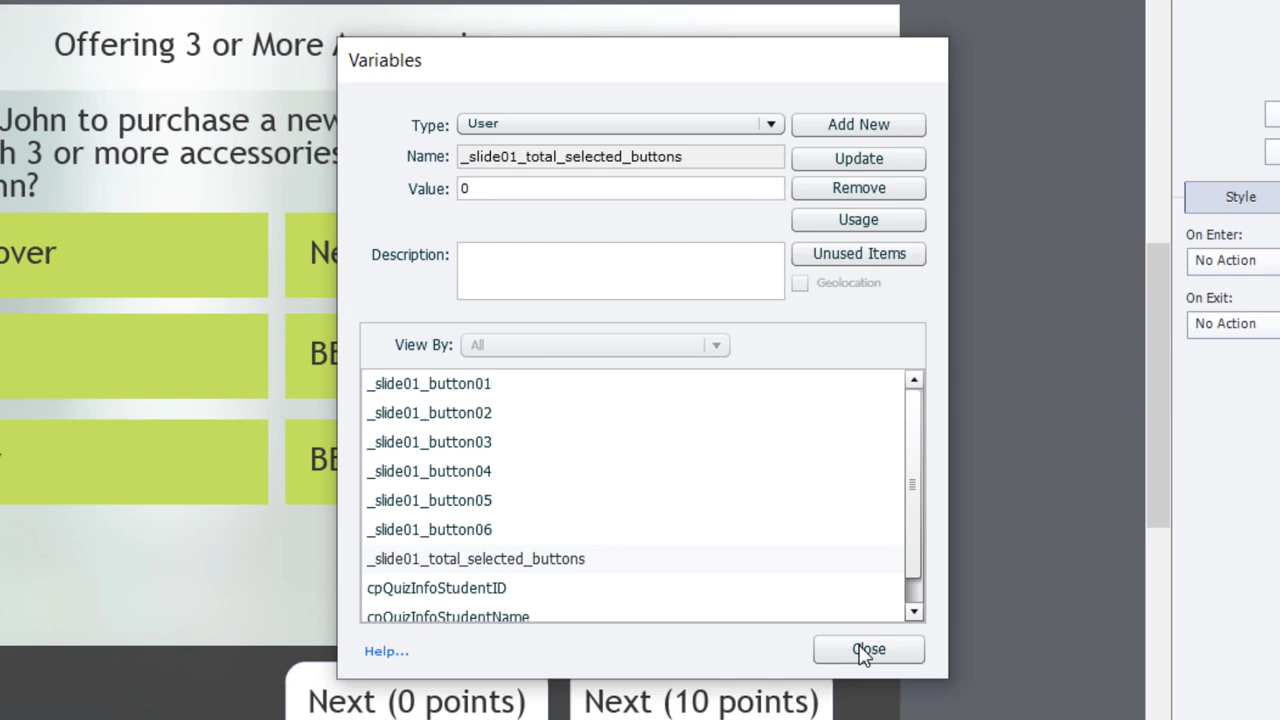 Offering 3 or More
John to purchase a new
h 3 or more accessories
hn?
over
BE
BE
Next (0 points)
Next (10 points)
Variables
Type: User Add New
Name: _slide01_total_selected_buttons Update
Value: 0 Remove
Usage
Description: Unused Items
Geolocation
View By: All
_slide01_button01
_slide01_button02
_slide01_button03
_slide01_button04
_slide01_button05
_slide01_button06
_slide01_total_selected_buttons
cpQuizInfoStudentID
cpQuizInfoStudentName
Help... Close
Style
On Enter:
No Action
On Exit:
No Action